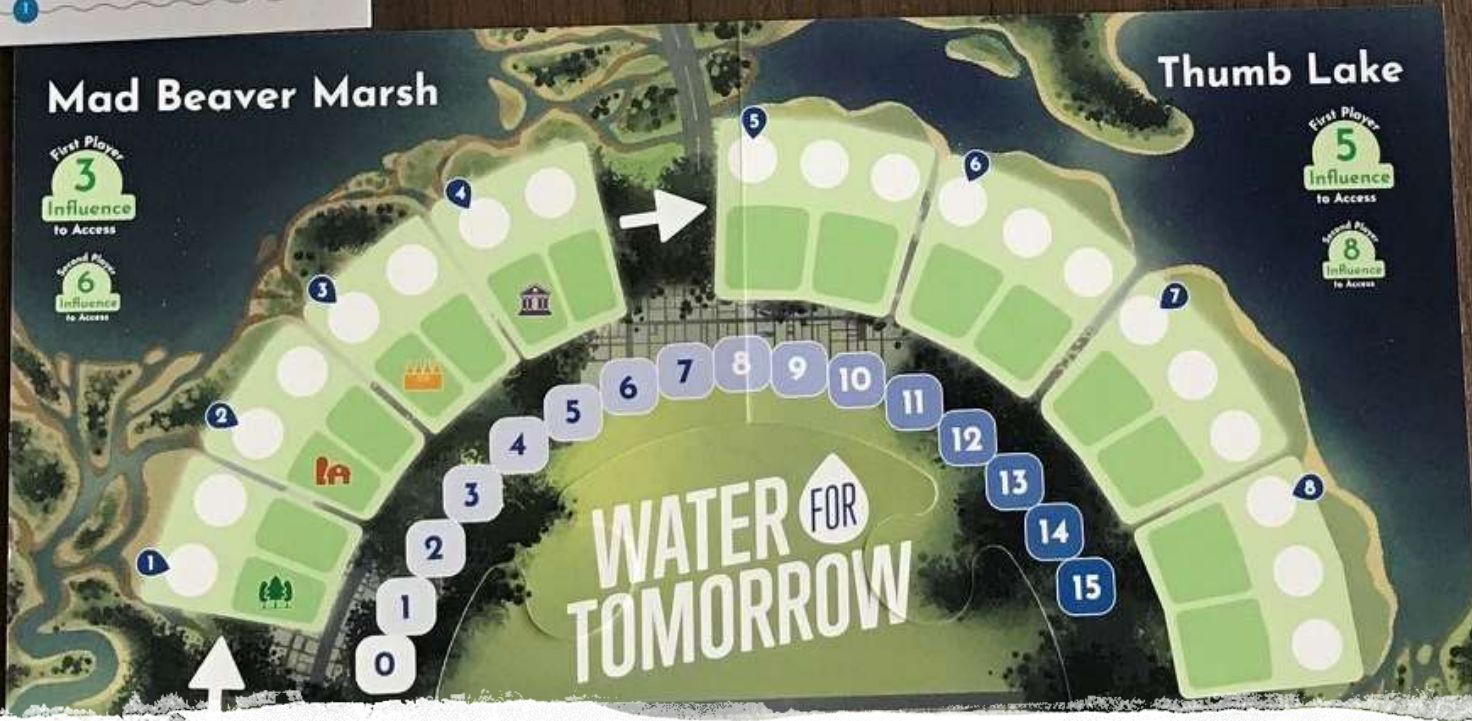 1
Mad Beaver Marsh
Thumb Lake
First Player
3
Influence
to Access
Second Player
6
Influence
to Access
First Player
5
Influence
to Access
Second Player
8
Influence
to Access
1
2
3
4
5
6
7
8
0
1
2
3
4
5
6
7
8
9
10
11
12
13
14
15
WATER FOR
TOMORROW